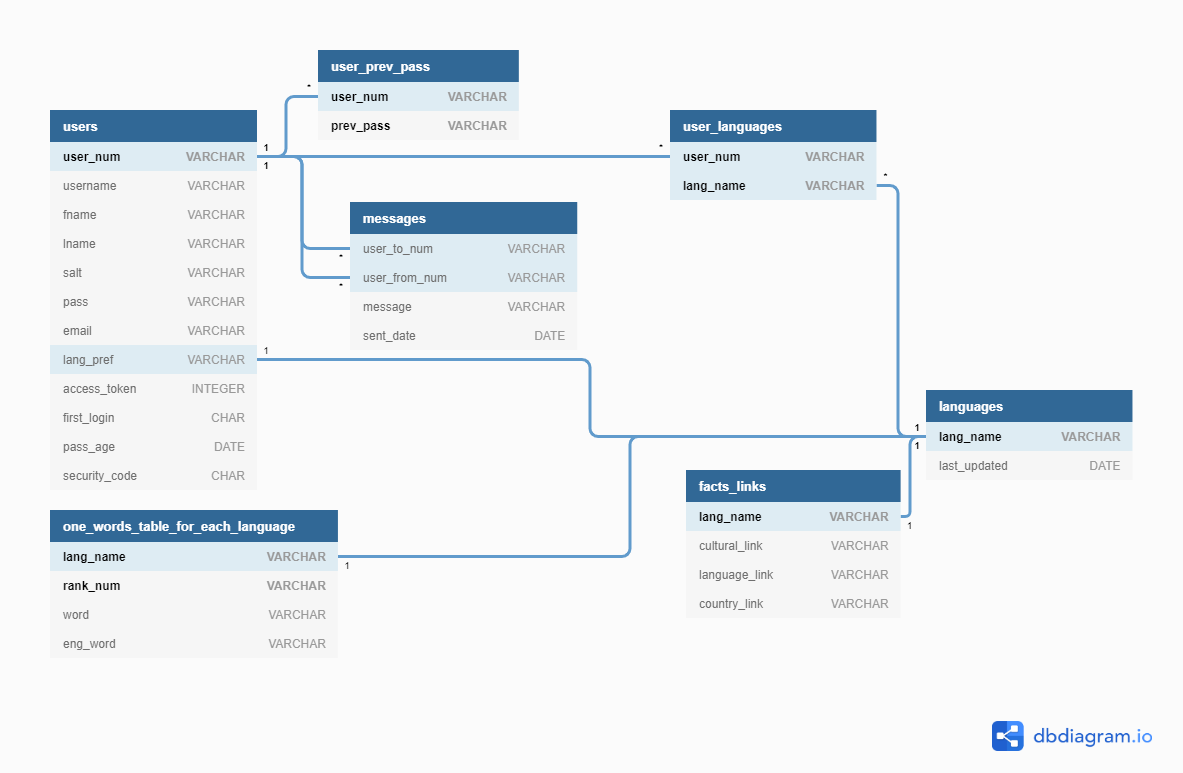 user_prev_pass
user_num VARCHAR
prev_pass VARCHAR
*
users
user_num VARCHAR
username VARCHAR
fname VARCHAR
lname VARCHAR
salt VARCHAR
pass VARCHAR
email VARCHAR
lang_pref VARCHAR
access_token INTEGER
first_login CHAR
pass_age DATE
security_code CHAR
1
1
1
user_languages
user_num VARCHAR
lang_name VARCHAR
*
*
messages
user_to_num VARCHAR
user_from_num VARCHAR
message VARCHAR
sent_date DATE
*
*
languages
lang_name VARCHAR
last_updated DATE
1
1
facts_links
lang_name VARCHAR
cultural_link VARCHAR
language_link VARCHAR
country_link VARCHAR
1
one_words_table_for_each_language
lang_name VARCHAR
rank_num VARCHAR
word VARCHAR
eng_word VARCHAR
1
dbdiagram.io